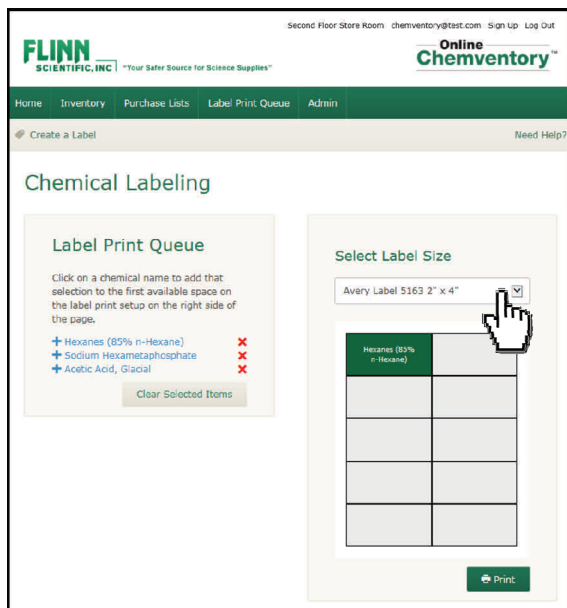 Second Floor Store Room chemventory@test.com Sign Up Log Out
FLINN
SCIENTIFIC, INC
"Your Safer Source for Science Supplies"
Online
Chemventory™
Home Inventory Purchase Lists Label Print Queue Admin
Create a Label
Need Help?
Chemical Labeling
Label Print Queue
Click on a chemical name to add that
selection to the first available space on
the label print setup on the right side of
the page.
Hexanes (85% n-Hexane)
Sodium Hexametaphosphate
Acetic Acid, Glacial
Clear Selected Items
Select Label Size
Avery Label 5163 2" x 4"
Hexanes (85%
n-Hexane)
Print